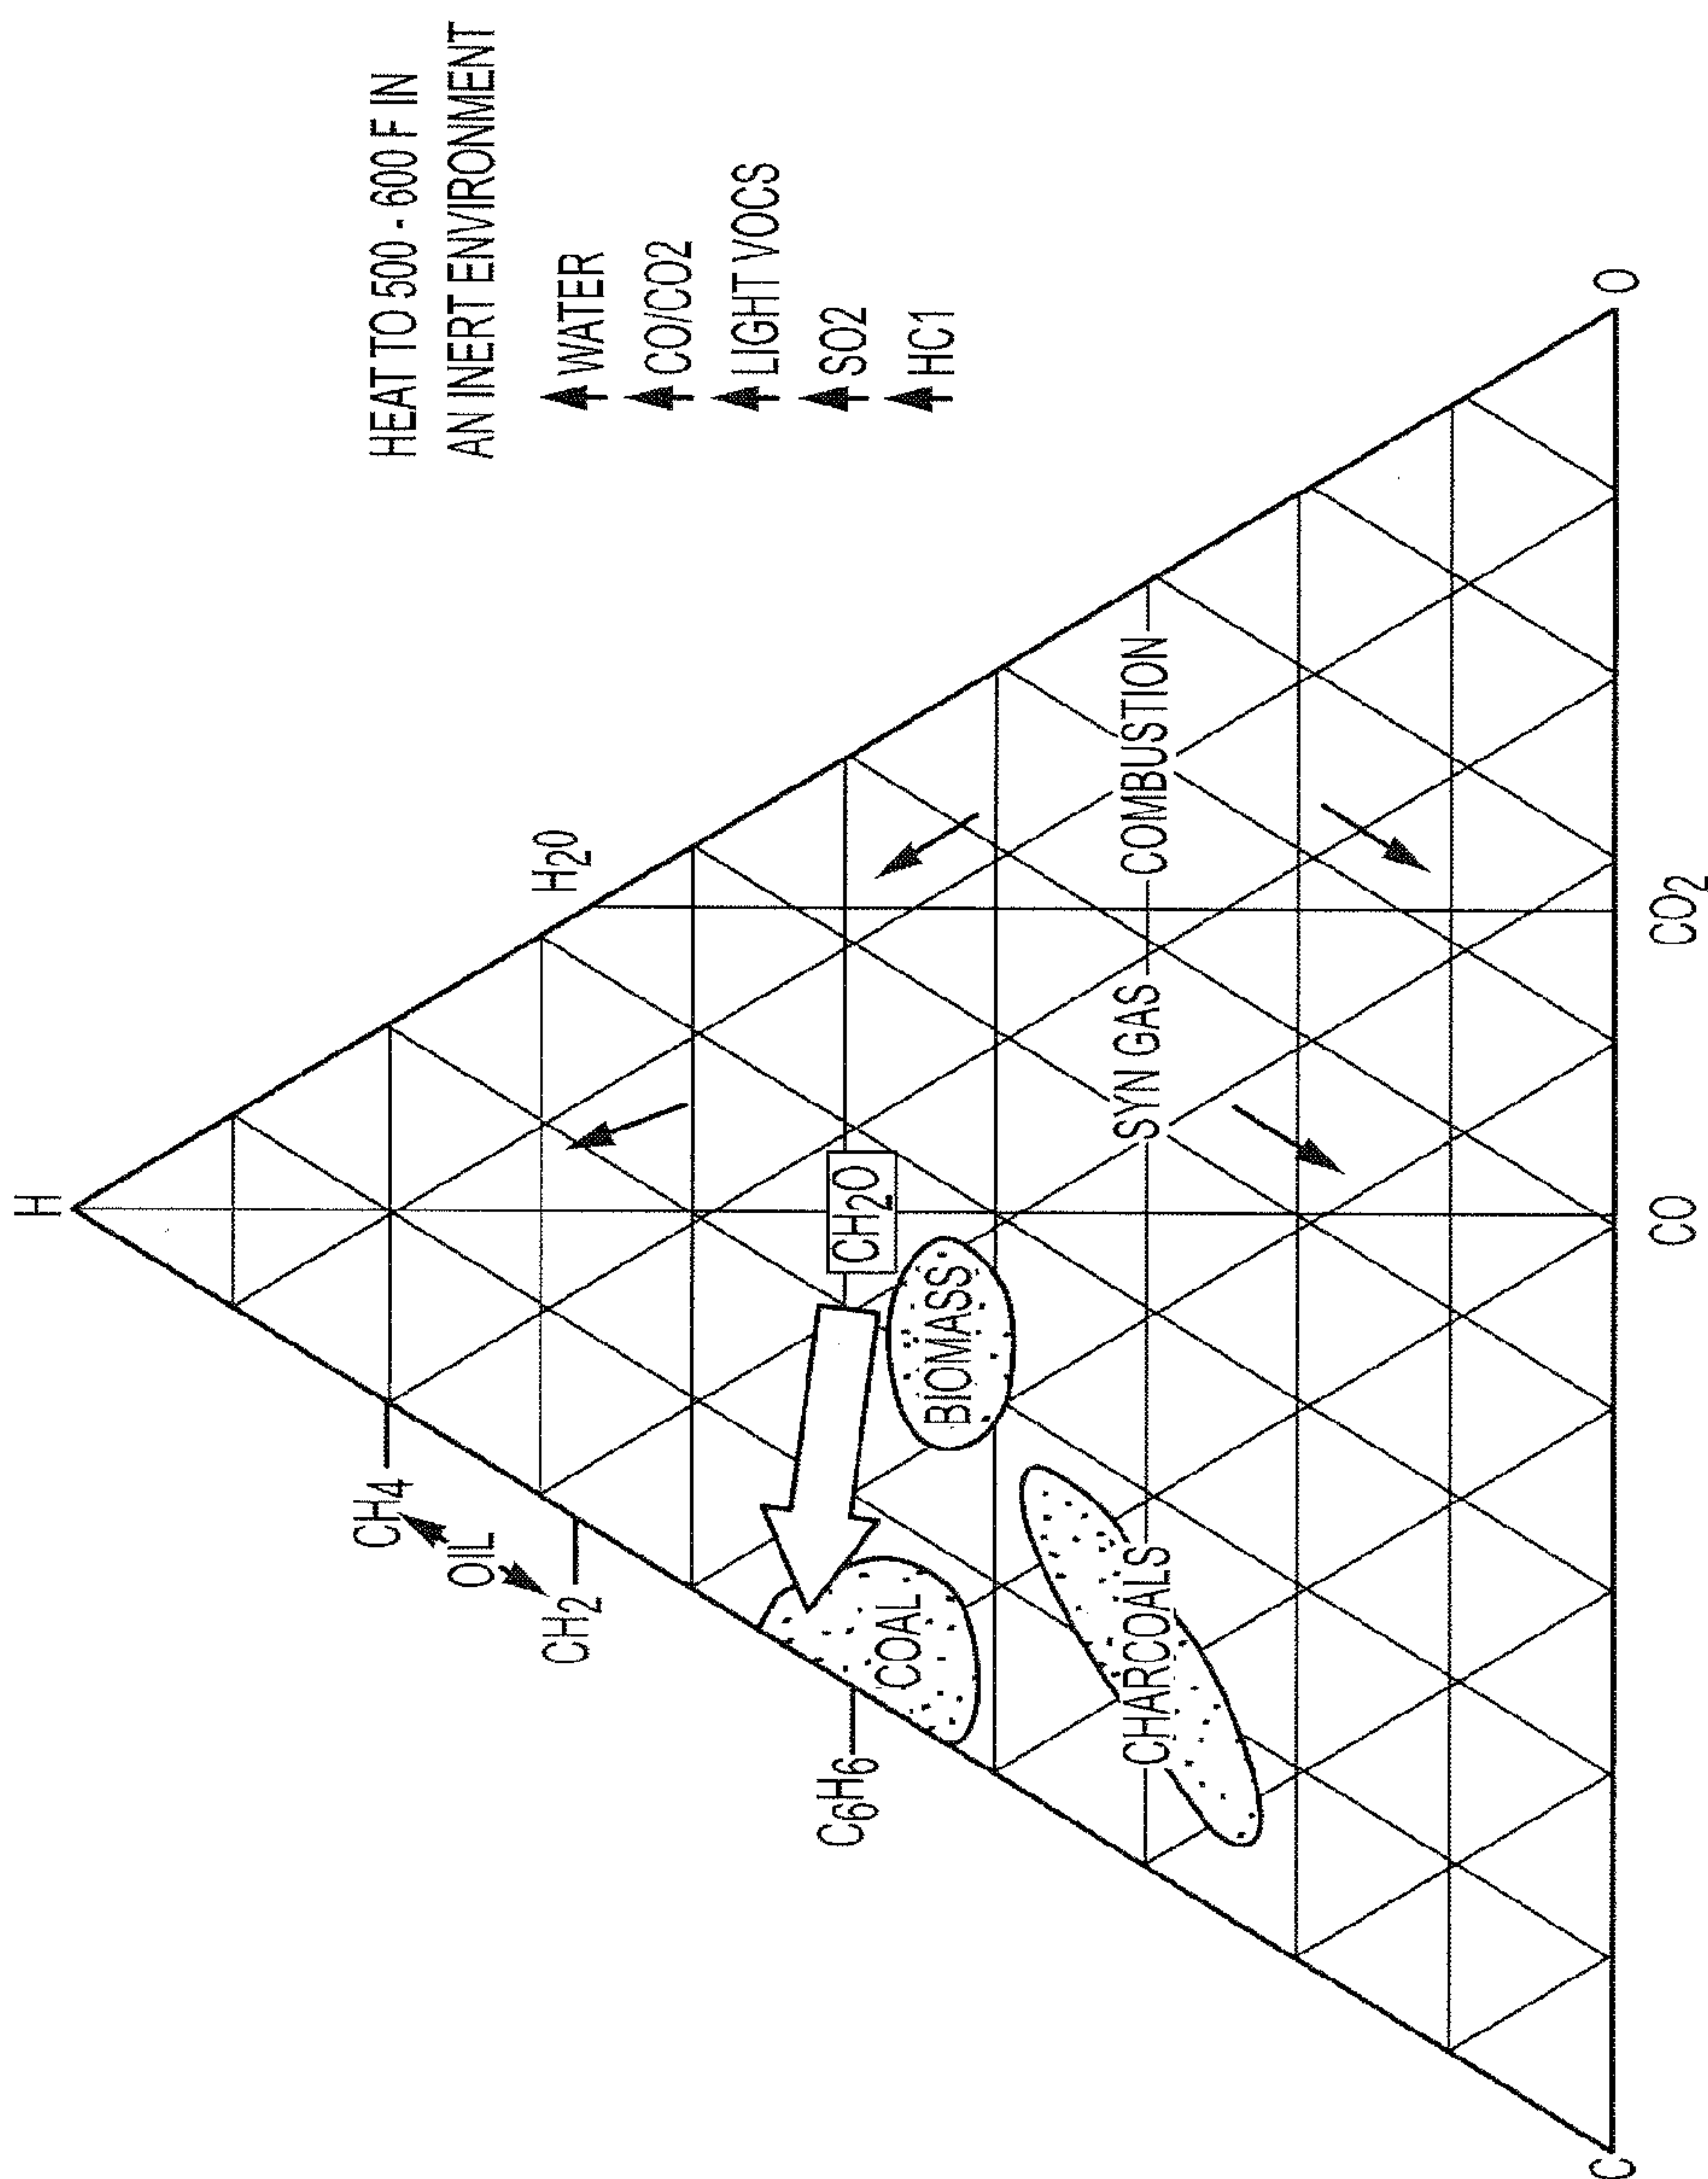 HEAT TO 500 - 600 F IN
AN INERT ENVIRONMENT
WATER
CO/CO2
LIGHT VOCS
SO2
HC1
H
CH4
OIL
CH2
H2O
CH2O
C6H6
COAL
BIOMASS
CHARCOALS
SYN GAS
COMBUSTION
C
CO
CO2
O